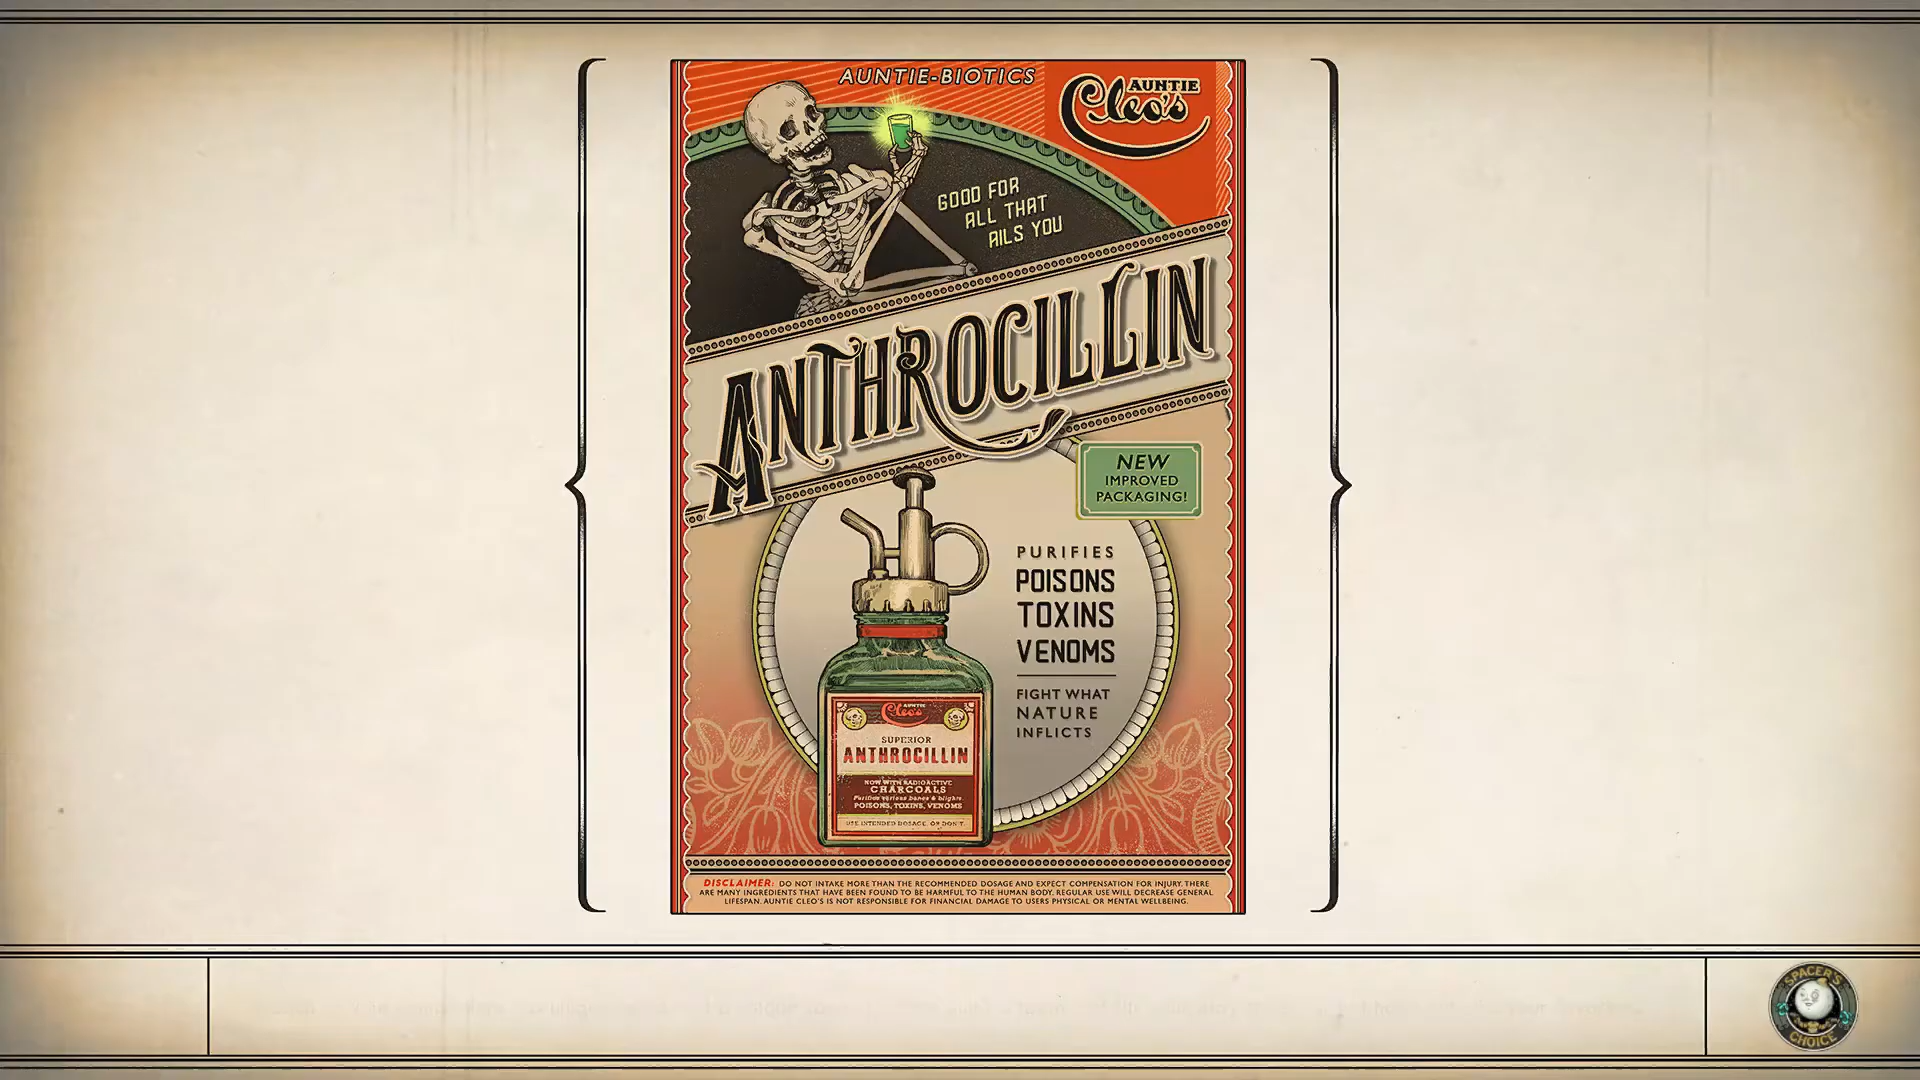 AUNTIE-BIOTICS
AUNTIE
Cleo's
GOOD FOR
ALL THAT
AILS YOU
ANTHROCILLIN
NEW
IMPROVED
PACKAGING!
PURIFIES
POISONS
TOXINS
VENOMS
FIGHT WHAT
NATURE
INFLICTS
AUNTIE
Cleo's
SUPERIOR
ANTHROCILLIN
NOW WITH RADIOACTIVE
CHARCOALS
Purifies various banes & blights.
POISONS, TOXINS, VENOMS
USE INTENDED DOSAGE, OR DON'T.
DISCLAIMER: DO NOT INTAKE MORE THAN THE RECOMMENDED DOSAGE AND EXPECT COMPENSATION FOR INJURY. THERE
ARE MANY INGREDIENTS THAT HAVE BEEN FOUND TO BE HARMFUL TO THE HUMAN BODY. REGULAR USE WILL DECREASE GENERAL
LIFESPAN. AUNTIE CLEO'S IS NOT RESPONSIBLE FOR FINANCIAL DAMAGE TO USERS PHYSICAL OR MENTAL WELLBEING.
SPACER'S
CHOICE